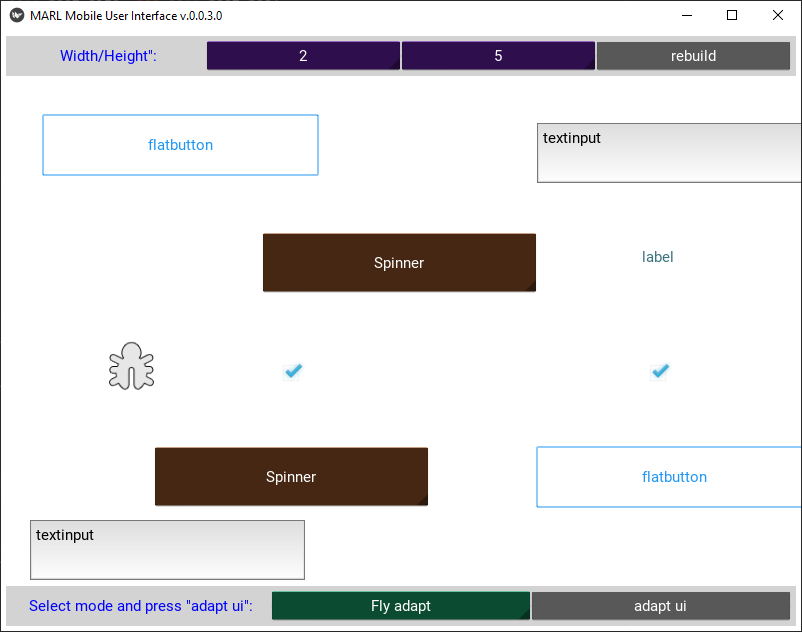 MARL Mobile User Interface v.0.0.3.0
Width/Height": 2 5 rebuild
flatbutton
textinput
Spinner
label
Spinner
flatbutton
textinput
Select mode and press "adapt ui": Fly adapt adapt ui